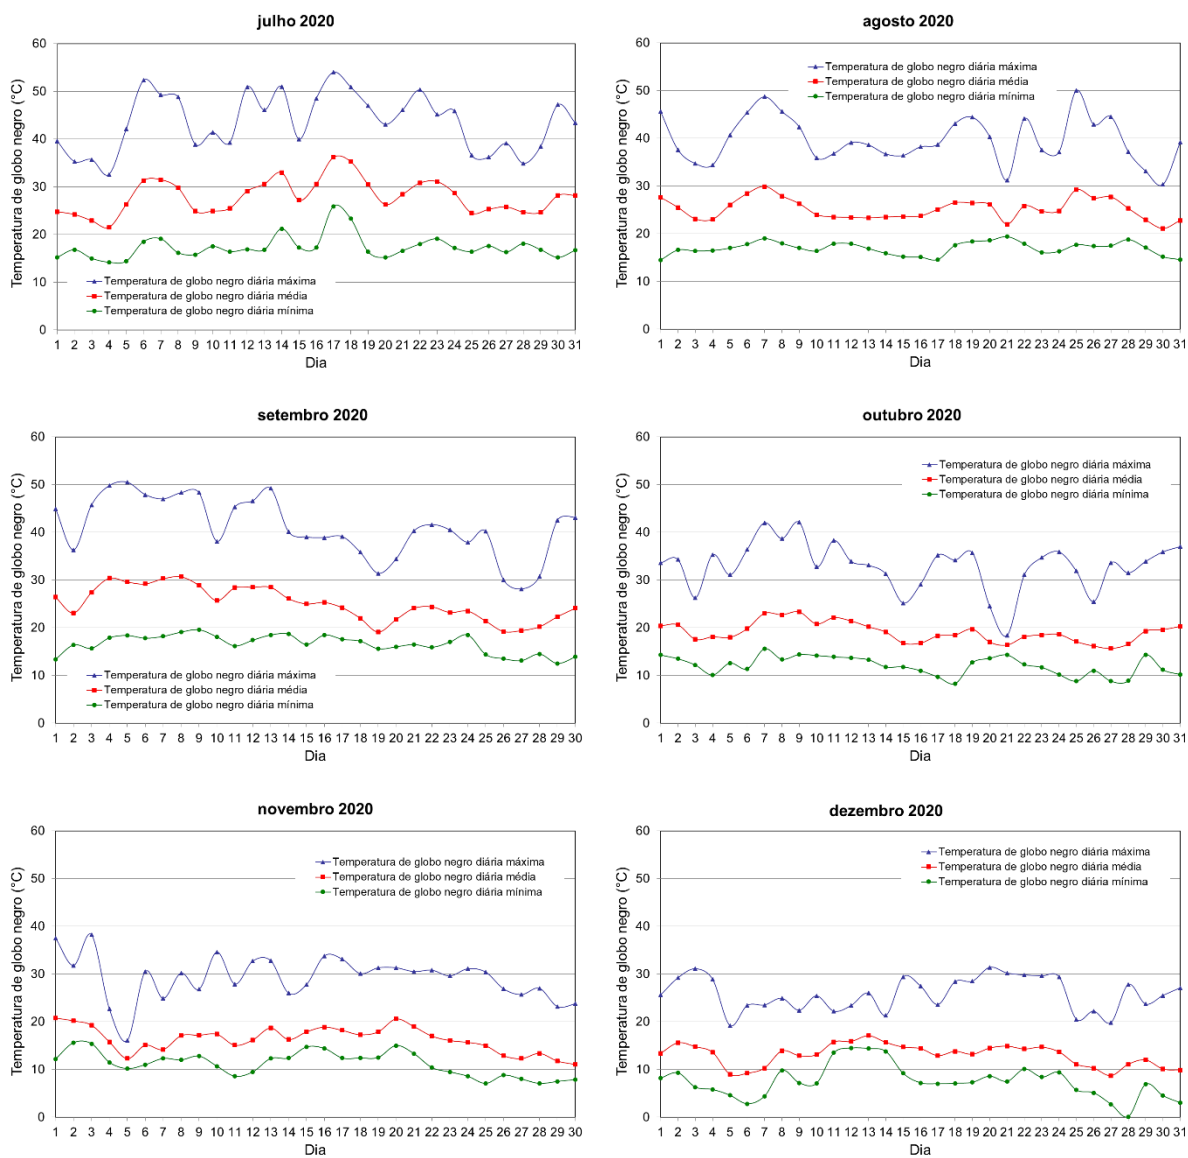 julho 2020
Temperatura de globo negro (°C)
60
50
40
30
20
10
0
Temperatura de globo negro diária máxima
Temperatura de globo negro diária média
Temperatura de globo negro diária mínima
1 2 3 4 5 6 7 8 9 10 11 12 13 14 15 16 17 18 19 20 21 22 23 24 25 26 27 28 29 30 31
Dia
agosto 2020
Temperatura de globo negro (°C)
60
50
40
30
20
10
0
Temperatura de globo negro diária máxima
Temperatura de globo negro diária média
Temperatura de globo negro diária mínima
1 2 3 4 5 6 7 8 9 10 11 12 13 14 15 16 17 18 19 20 21 22 23 24 25 26 27 28 29 30 31
Dia
setembro 2020
Temperatura de globo negro (°C)
60
50
40
30
20
10
0
Temperatura de globo negro diária máxima
Temperatura de globo negro diária média
Temperatura de globo negro diária mínima
1 2 3 4 5 6 7 8 9 10 11 12 13 14 15 16 17 18 19 20 21 22 23 24 25 26 27 28 29 30
Dia
outubro 2020
Temperatura de globo negro (°C)
60
50
40
30
20
10
0
Temperatura de globo negro diária máxima
Temperatura de globo negro diária média
Temperatura de globo negro diária mínima
1 2 3 4 5 6 7 8 9 10 11 12 13 14 15 16 17 18 19 20 21 22 23 24 25 26 27 28 29 30 31
Dia
novembro 2020
Temperatura de globo negro (°C)
60
50
40
30
20
10
0
Temperatura de globo negro diária máxima
Temperatura de globo negro diária média
Temperatura de globo negro diária mínima
1 2 3 4 5 6 7 8 9 10 11 12 13 14 15 16 17 18 19 20 21 22 23 24 25 26 27 28 29 30
Dia
dezembro 2020
Temperatura de globo negro (°C)
60
50
40
30
20
10
0
Temperatura de globo negro diária máxima
Temperatura de globo negro diária média
Temperatura de globo negro diária mínima
1 2 3 4 5 6 7 8 9 10 11 12 13 14 15 16 17 18 19 20 21 22 23 24 25 26 27 28 29 30 31
Dia